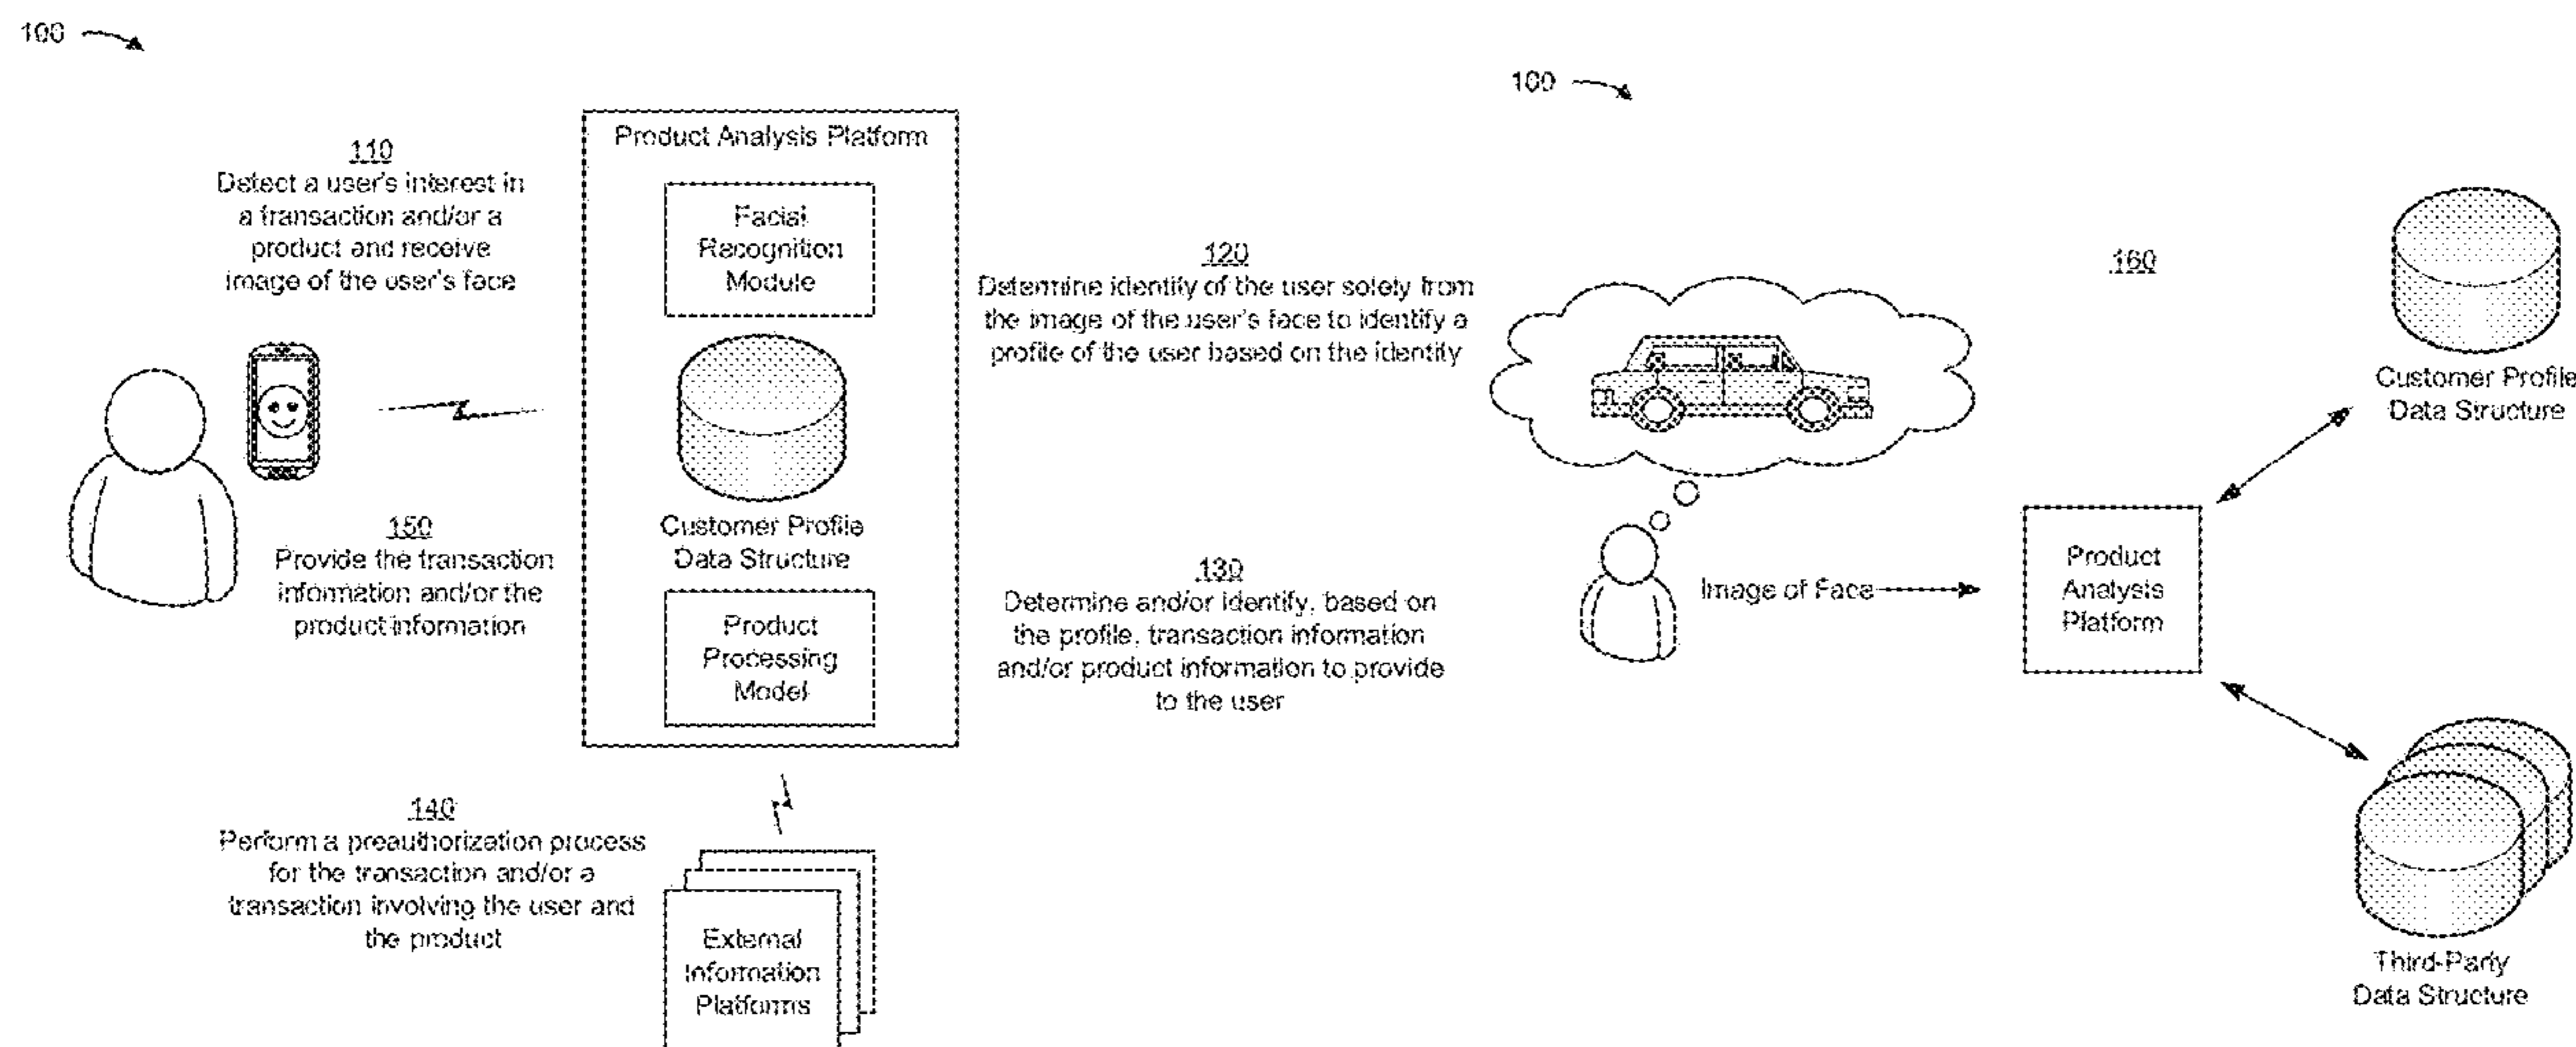 100
110
Detect a user's interest in
a transaction and/or a
product and receive
image of the user's face
150
Provide the transaction
information and/or the
product information
140
Perform a preauthorization process
for the transaction and/or a
transaction involving the user and
the product
Product Analysis Platform
Facial
Recognition
Module
Customer Profile
Data Structure
Product
Processing
Model
External
Information
Platforms
120
Determine identity of the user solely from
the image of the user's face to identify a
profile of the user based on the identity
130
Determine and/or identify, based on
the profile, transaction information
and/or product information to provide
to the user
100
160
Image of Face
Product
Analysis
Platform
Customer Profile
Data Structure
Third-Party
Data Structure